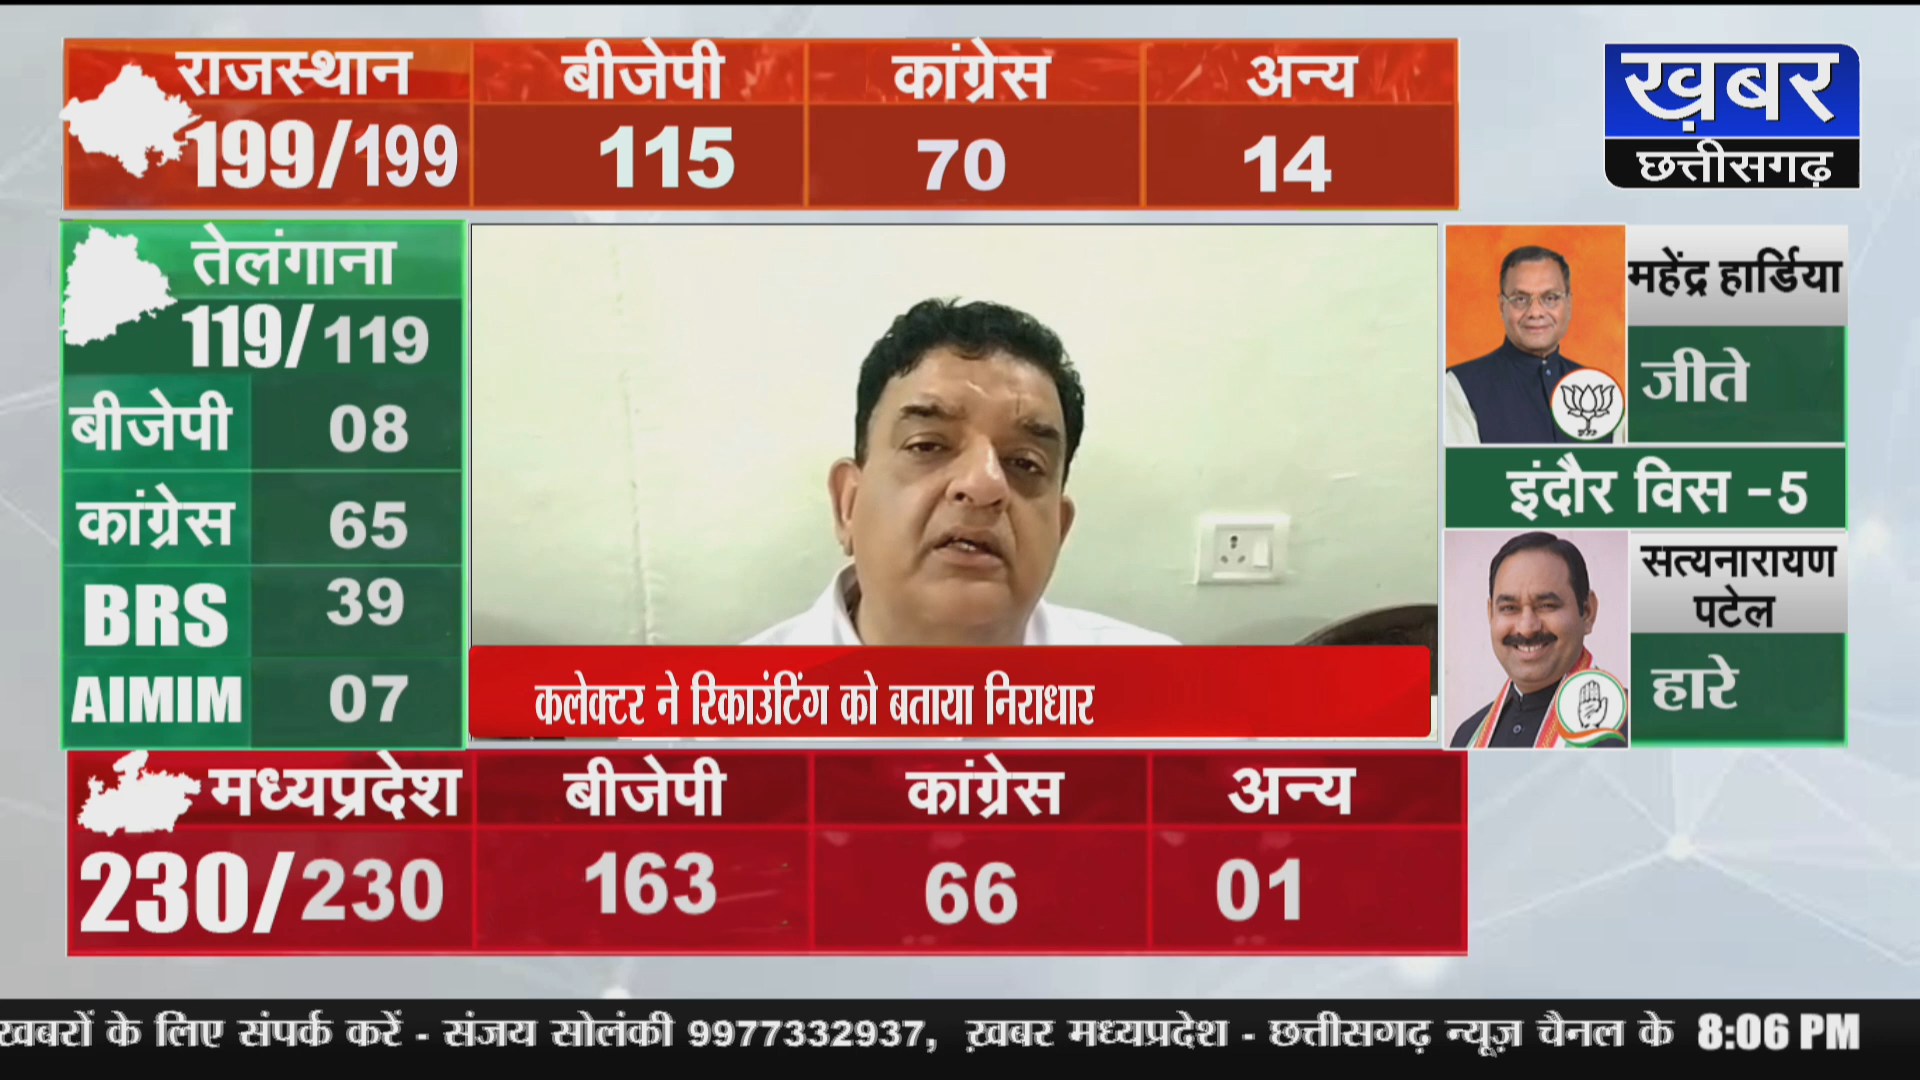 राजस्थान बीजेपी कांग्रेस अन्य
199/199 115 70 14
ख़बर
छत्तीसगढ़
तेलंगाना
119/119
बीजेपी 08
कांग्रेस 65
BRS 39
AIMIM 07
महेंद्र हार्डिया
जीते
इंदौर विस -5
सत्यनारायण
पटेल
हारे
कलेक्टर ने रिकाउंटिंग को बताया निराधार
मध्यप्रदेश बीजेपी कांग्रेस अन्य
230/230 163 66 01
खबरों के लिए संपर्क करें - संजय सोलंकी 9977332937, ख़बर मध्यप्रदेश - छत्तीसगढ़ न्यूज़ चैनल के 8:06 PM